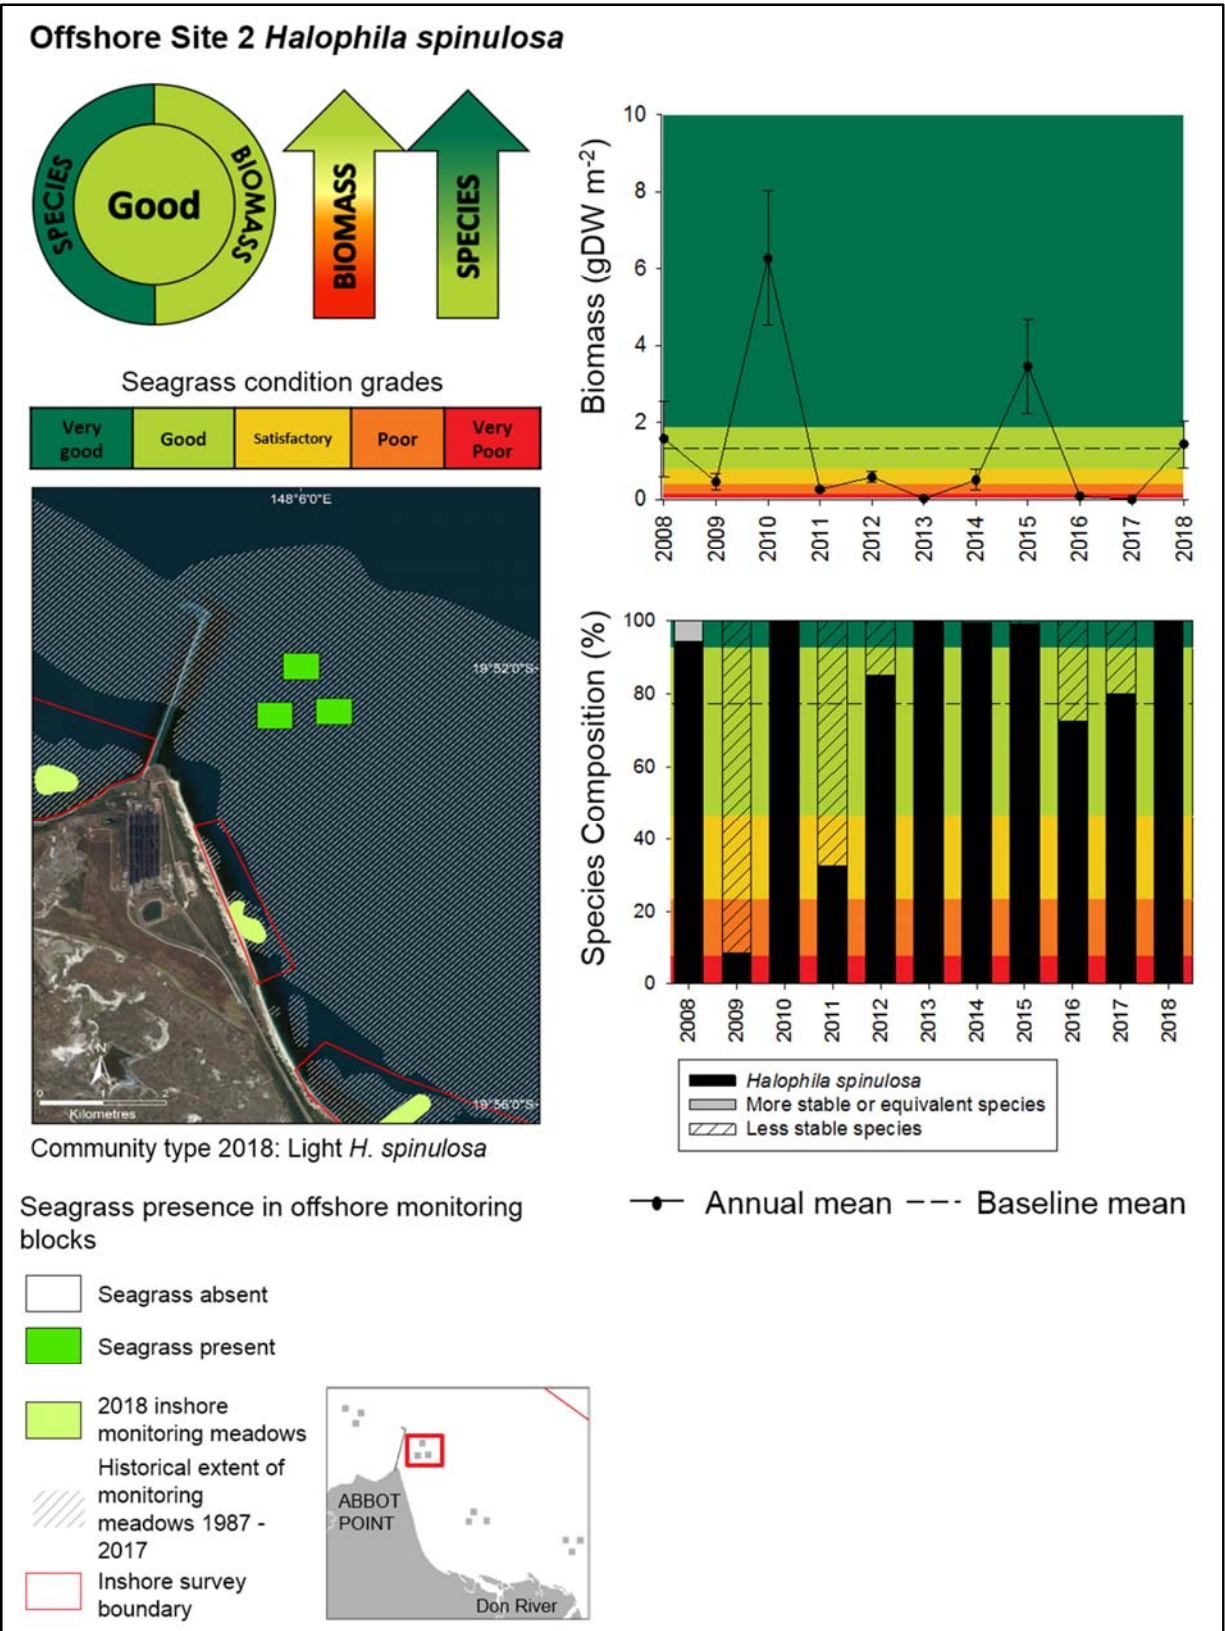 Offshore Site 2 Halophila spinulosa
SPECIES
Good
BIOMASS
BIOMASS
SPECIES
Seagrass condition grades
Very good
Good
Satisfactory
Poor
Very Poor
148°6'0"E
19°52'0"S
19°56'0"S
N
0 1 2
Kilometres
Community type 2018: Light H. spinulosa
Seagrass presence in offshore monitoring
blocks
Seagrass absent
Seagrass present
2018 inshore
monitoring meadows
Historical extent of
monitoring
meadows 1987 -
2017
Inshore survey
boundary
ABBOT
POINT
Don River
Biomass (gDW m-2)
10
8
6
4
2
0
2008 2009 2010 2011 2012 2013 2014 2015 2016 2017 2018
Species Composition (%)
100
80
60
40
20
0
2008 2009 2010 2011 2012 2013 2014 2015 2016 2017 2018
Halophila spinulosa
More stable or equivalent species
Less stable species
Annual mean Baseline mean